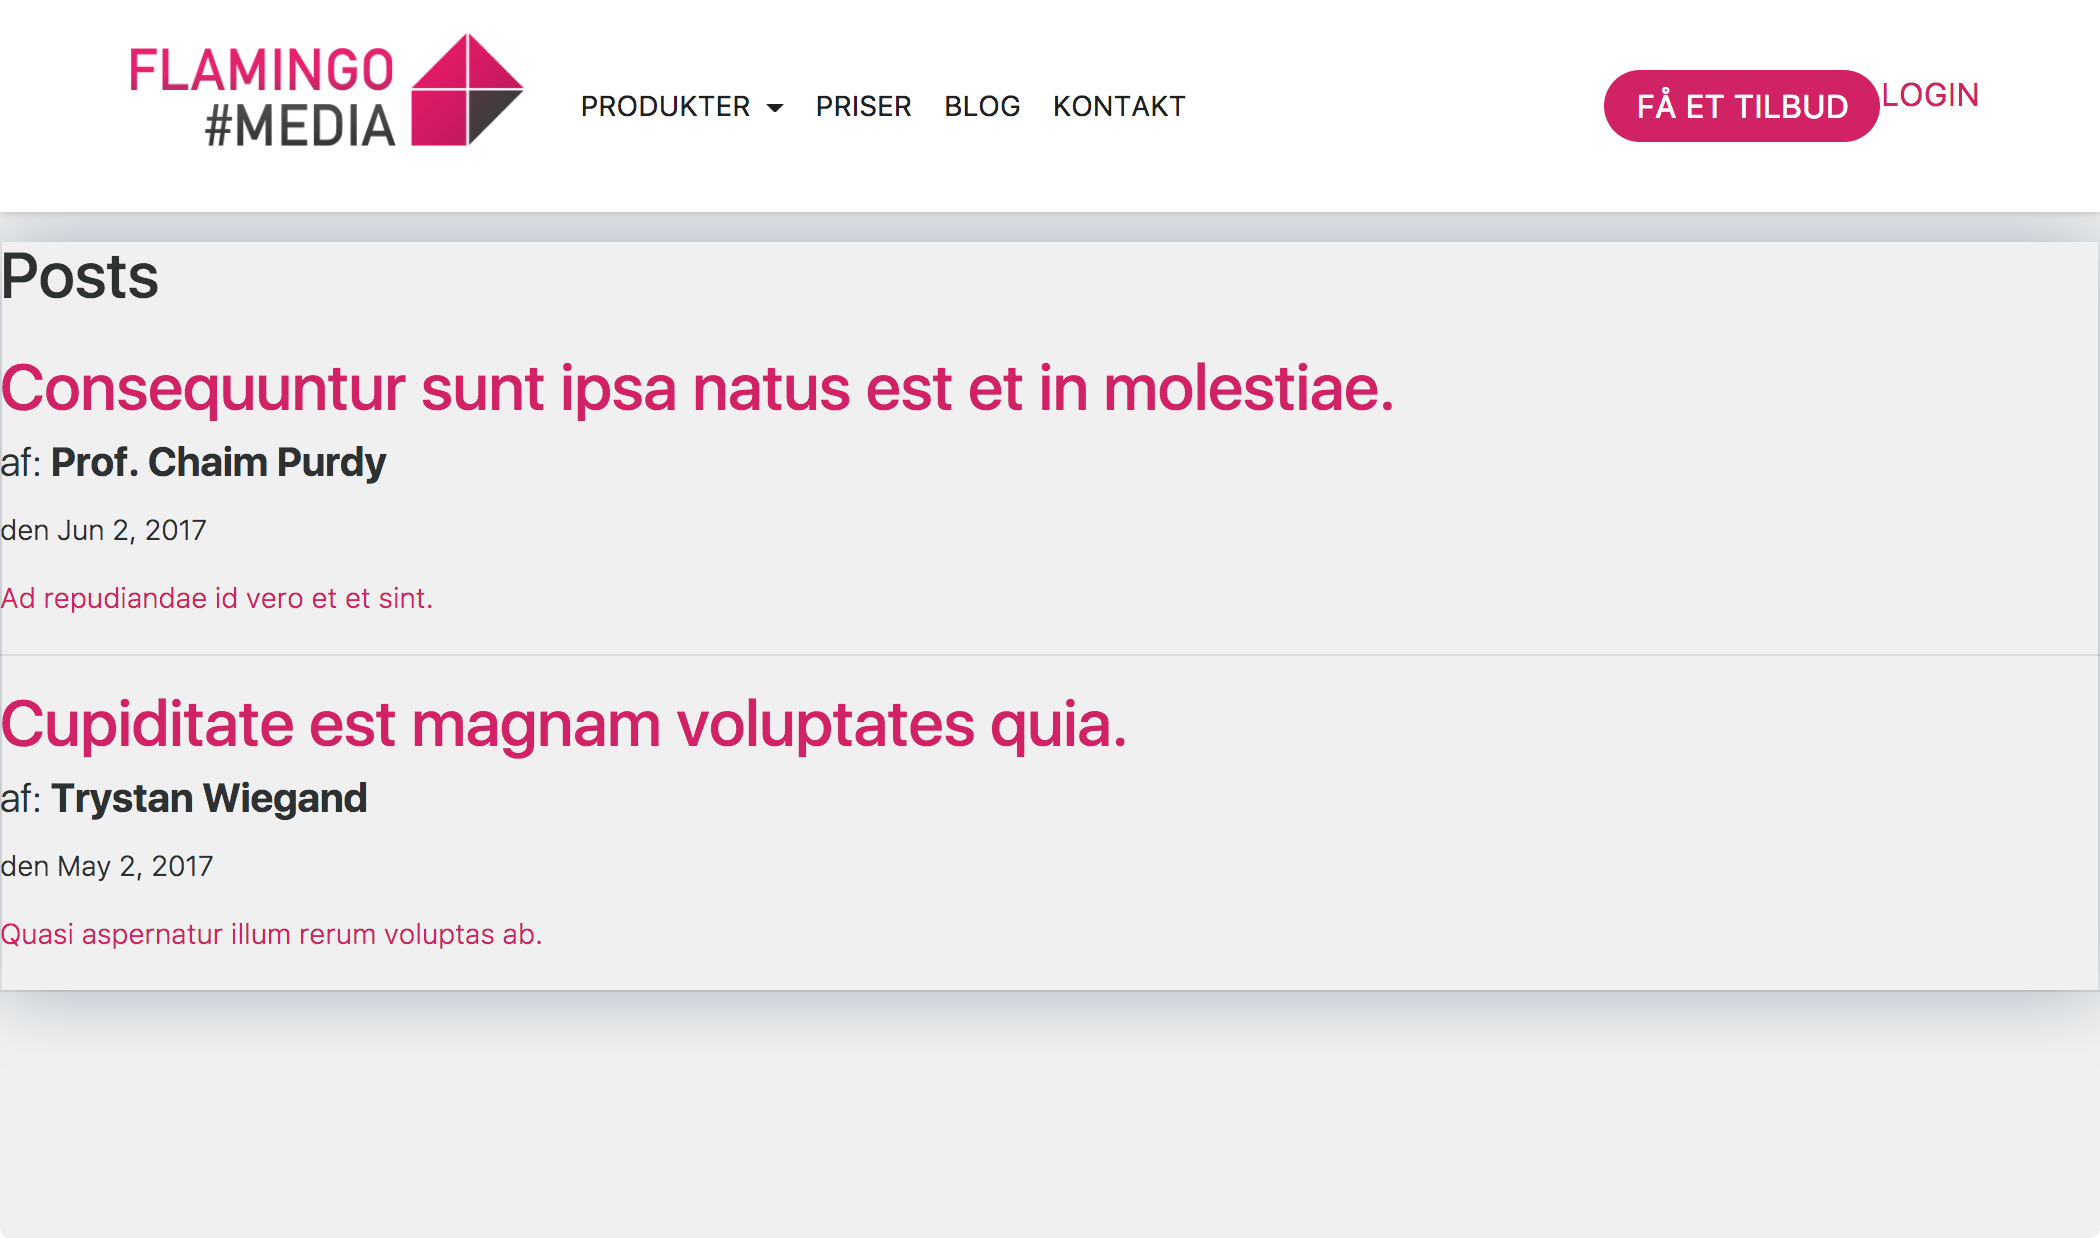 FLAMINGO
#MEDIA
PRODUKTER PRISER BLOG KONTAKT
FÅ ET TILBUD LOGIN
Posts
Consequuntur sunt ipsa natus est et in molestiae.
af: Prof. Chaim Purdy
den Jun 2, 2017
Ad repudiandae id vero et et sint.
Cupiditate est magnam voluptates quia.
af: Trystan Wiegand
den May 2, 2017
Quasi aspernatur illum rerum voluptas ab.